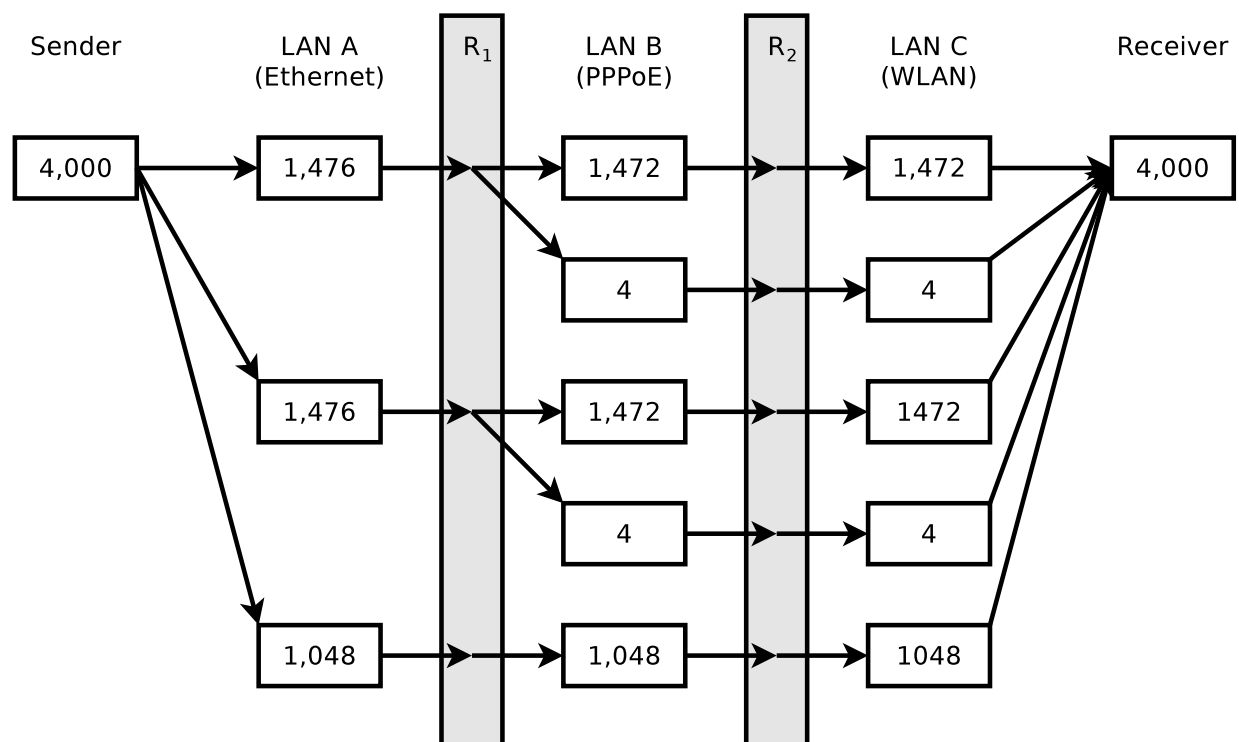 Sender
LAN A
(Ethernet)
R1
LAN B
(PPPoE)
R2
LAN C
(WLAN)
Receiver
4,000
1,476
1,472
1,472
4,000
4
4
1,476
1,472
1472
4
4
1,048
1,048
1048